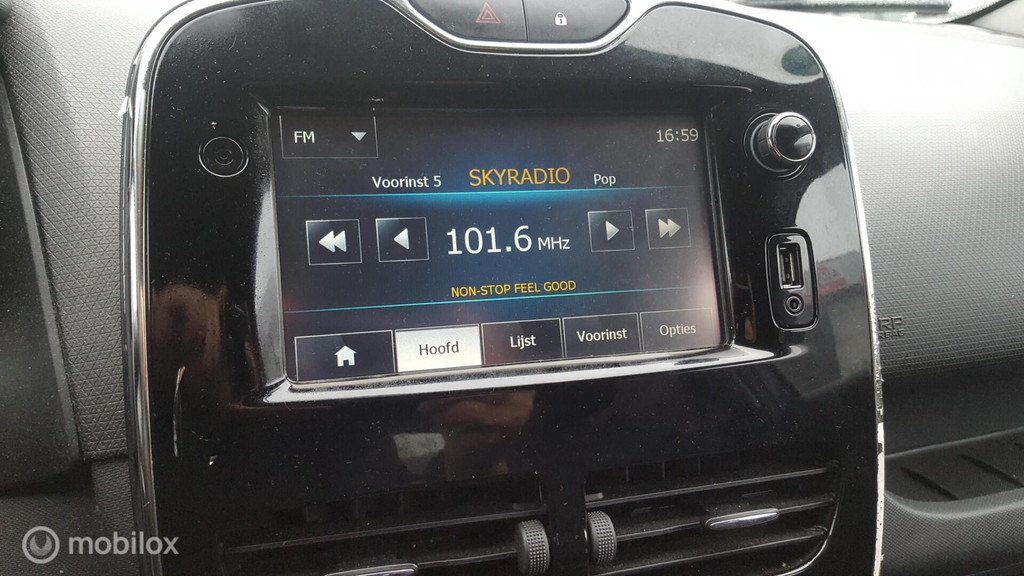 FM
16:59
Voorinst 5 SKYRADIO Pop
101.6 MHz
NON-STOP FEEL GOOD
Hoofd Lijst Voorinst Opties
mobilox